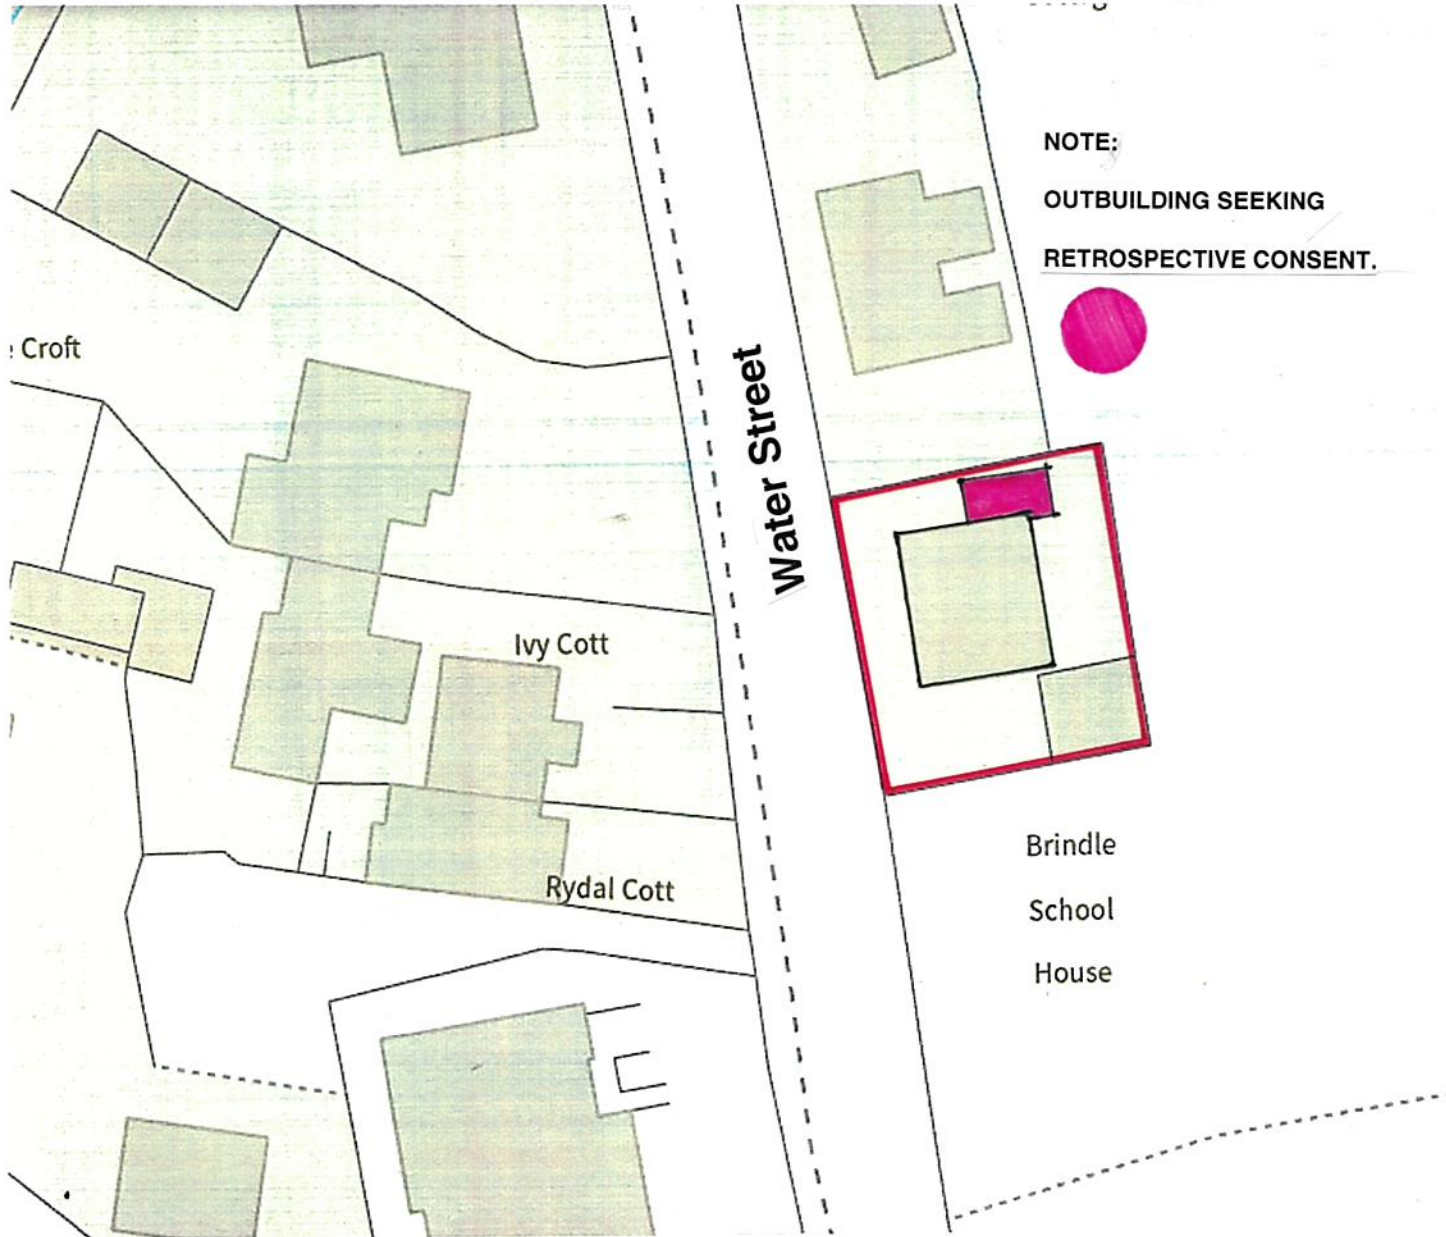 NOTE:
OUTBUILDING SEEKING
RETROSPECTIVE CONSENT.
Croft
Water Street
Ivy Cott
Rydal Cott
Brindle
School
House